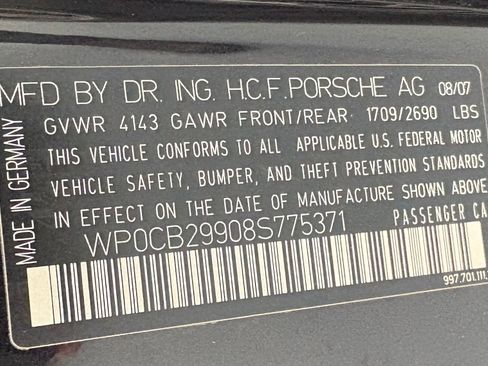 MFD BY DR. ING. H.C.F. PORSCHE AG 08/07
GVWR 4143 GAWR FRONT/REAR: 1709/2690 LBS
THIS VEHICLE CONFORMS TO ALL APPLICABLE U.S. FEDERAL MOTOR
VEHICLE SAFETY, BUMPER, AND THEFT PREVENTION STANDARDS
IN EFFECT ON THE DATE OF MANUFACTURE SHOWN ABOVE
WP0CB29908S775371 PASSENGER CA
997.701.111.
MADE IN GERMANY